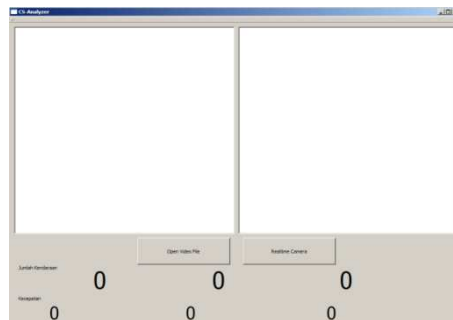 CS Analyzer
Open Video File
Realtime Camera
Jumlah Kendaraan
0 0 0
Kecepatan
0 0 0